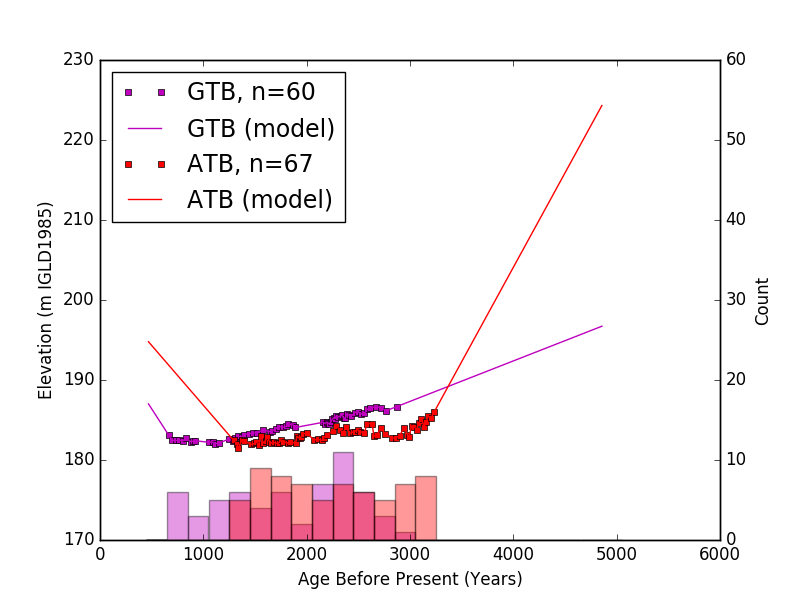 230
220
210
200
190
180
170
Elevation (m IGLD1985)
GTB, n=60
GTB (model)
ATB, n=67
ATB (model)
60
50
40
30
20
10
0
Count
0 1000 2000 3000 4000 5000 6000
Age Before Present (Years)